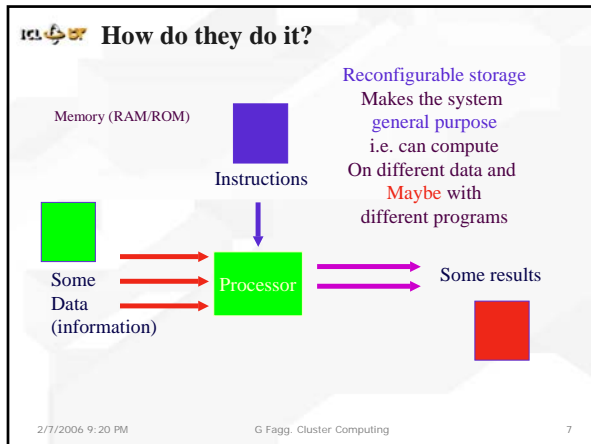 ICL UT
How do they do it?
Memory (RAM/ROM)
Reconfigurable storage
Makes the system
general purpose
i.e. can compute
On different data and
Maybe with
different programs
Instructions
Some
Data
(information)
Processor
Some results
2/7/2006 9:20 PM
G Fagg. Cluster Computing
7